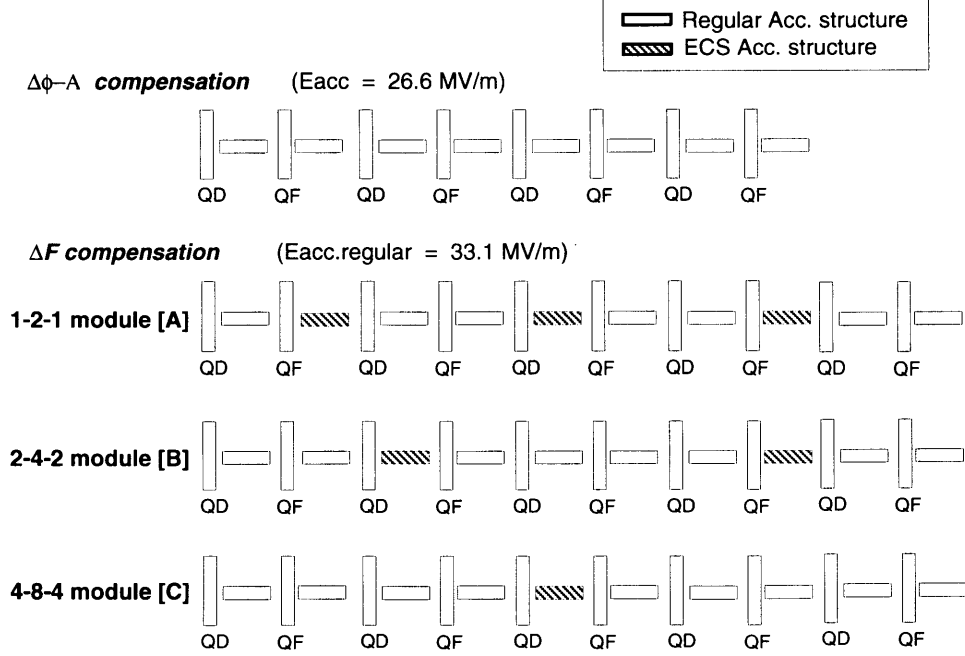 Regular Acc. structure
ECS Acc. structure
Δϕ–A compensation (Eacc = 26.6 MV/m)
QD QF QD QF QD QF QD QF
ΔF compensation (Eacc.regular = 33.1 MV/m)
1-2-1 module [A]
QD QF QD QF QD QF QD QF QD QF
2-4-2 module [B]
QD QF QD QF QD QF QD QF QD QF
4-8-4 module [C]
QD QF QD QF QD QF QD QF QD QF